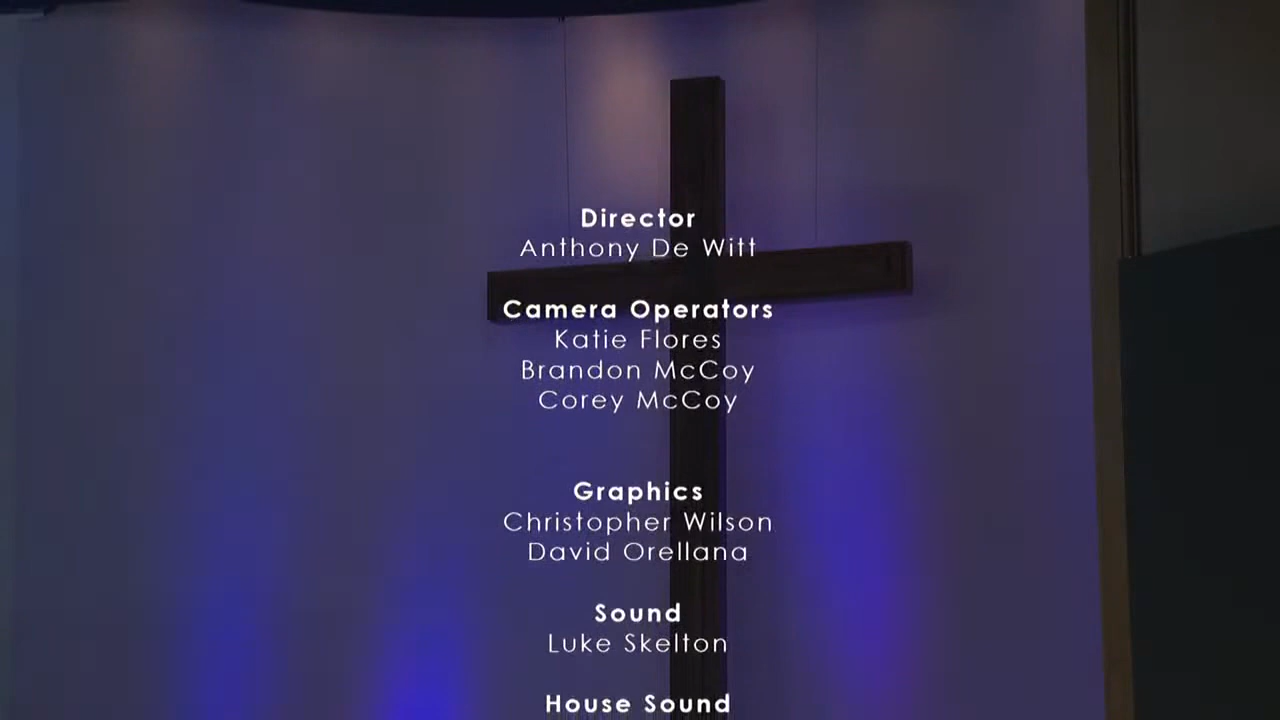 Director
Anthony De Witt
Camera Operators
Katie Flores
Brandon McCoy
Corey McCoy
Graphics
Christopher Wilson
David Orellana
Sound
Luke Skelton
House Sound